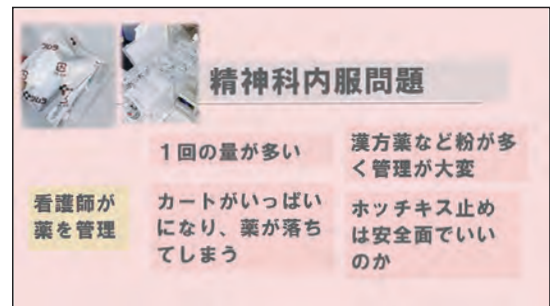 精神科内服問題
1回の量が多い
漢方薬など粉が多
く管理が大変
看護師が
薬を管理
カートがいっぱい
になり、薬が落ち
てしまう
ホッチキス止め
は安全面でいい
のか